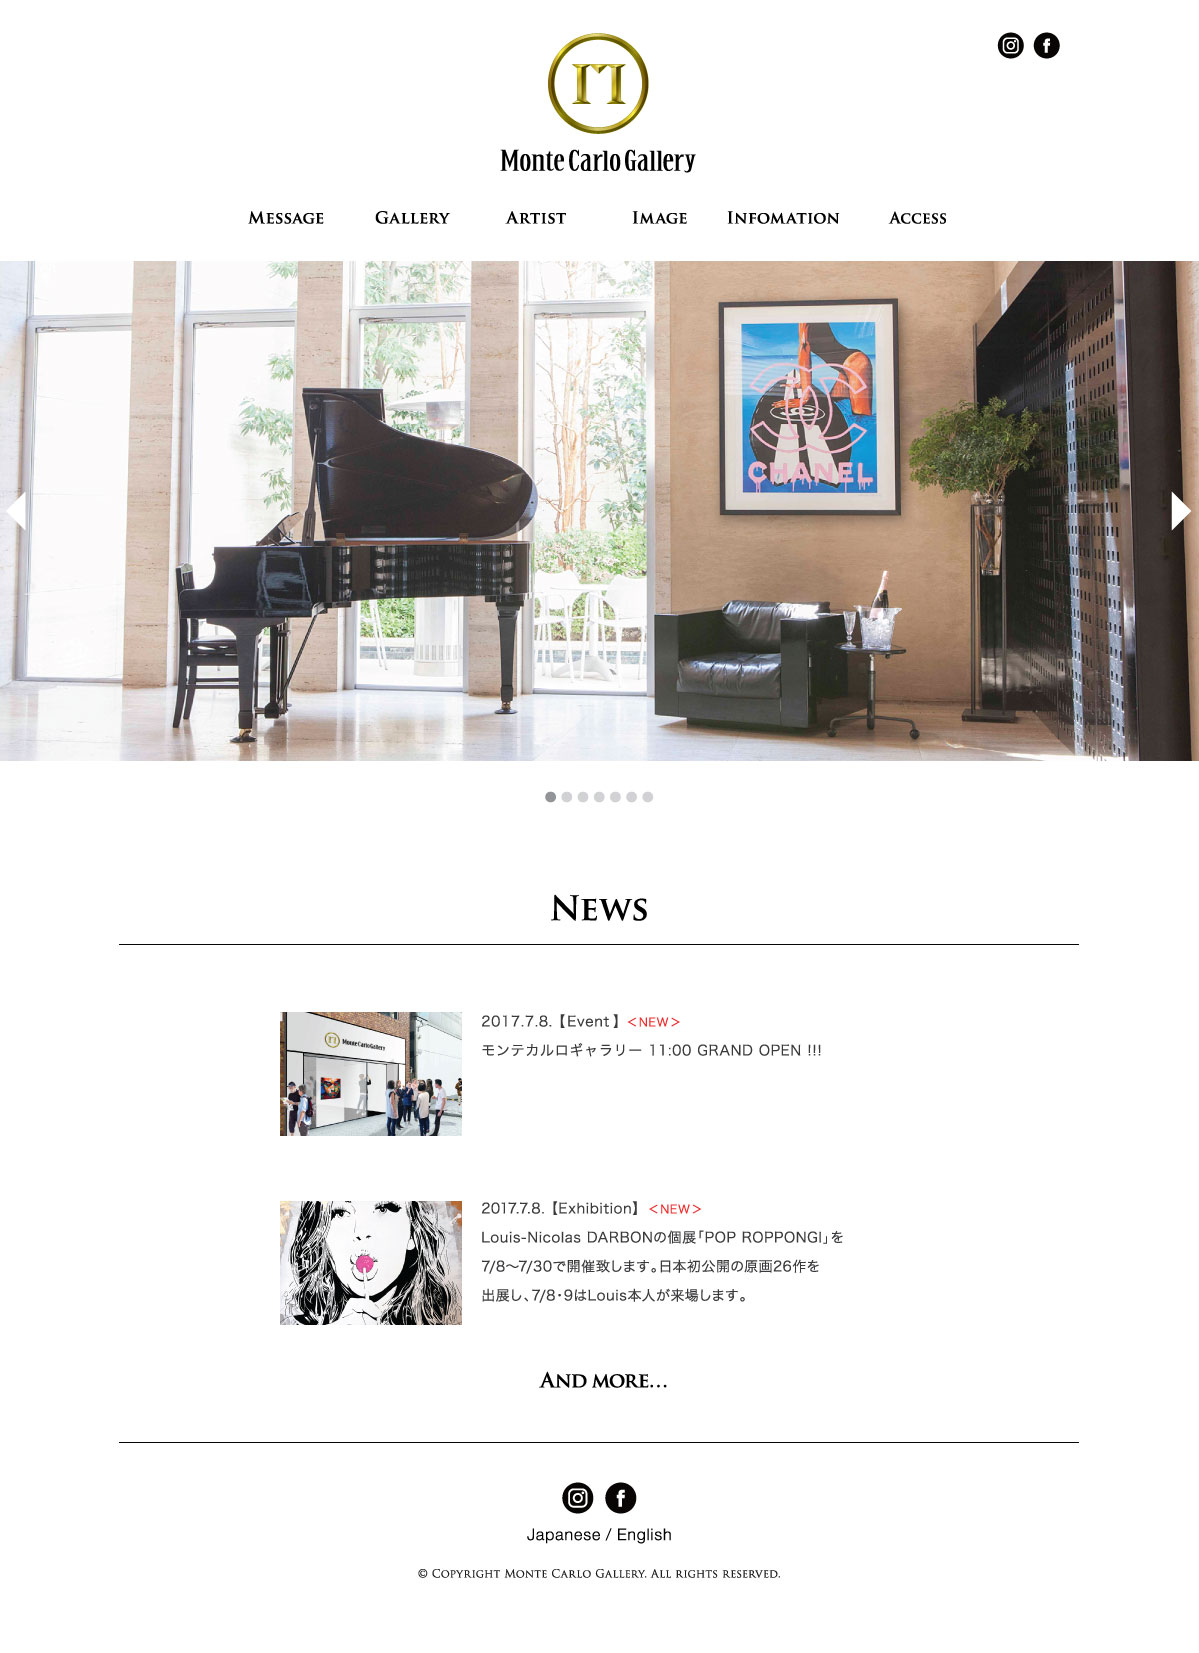 Monte Carlo Gallery
Message Gallery Artist Image Infomation Access
CHANEL
News
Monte Carlo Gallery
2017.7.8.【Event】<NEW>
モンテカルロギャラリー 11:00 GRAND OPEN !!!
2017.7.8.【Exhibition】<NEW>
Louis-Nicolas DARBONの個展「POP ROPPONGI」を
7/8〜7/30で開催致します。日本初公開の原画26作を
出展し、7/8・9はLouis本人が来場します。
And more...
Japanese / English
© Copyright Monte Carlo Gallery. All rights reserved.